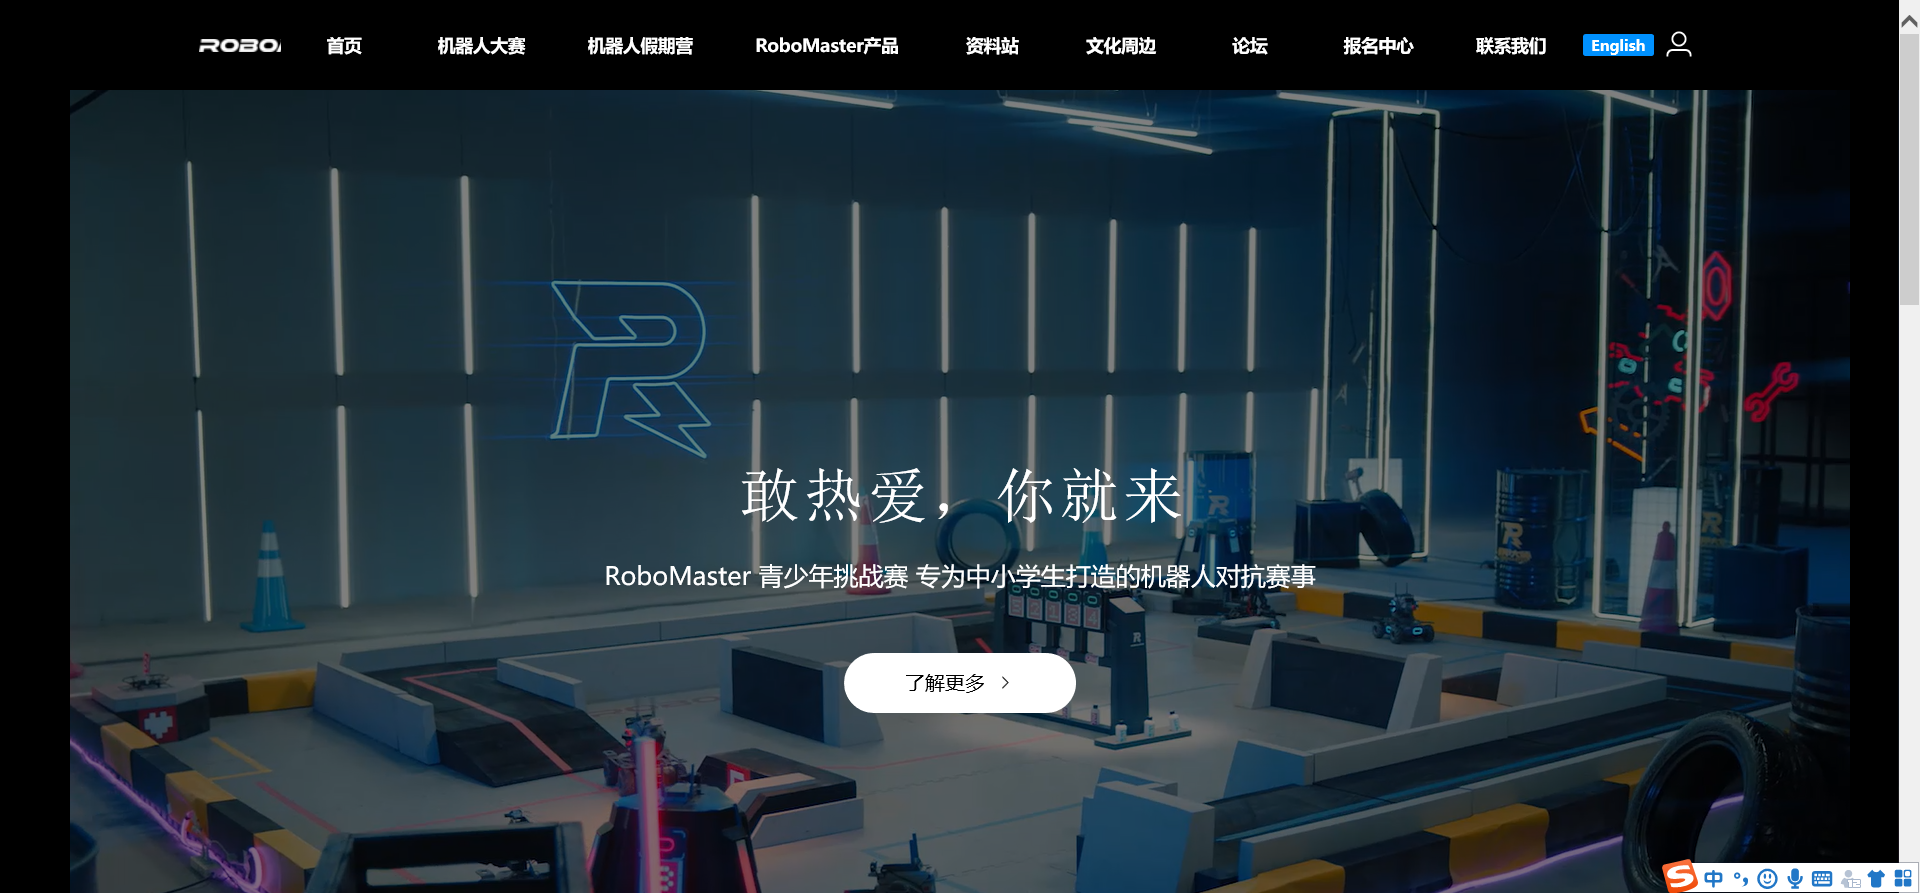 ROBO
首页
机器人大赛
机器人假期营
RoboMaster产品
资料站
文化周边
论坛
报名中心
联系我们
English
R
敢热爱，你就来
RoboMaster 青少年挑战赛 专为中小学生打造的机器人对抗赛事
了解更多 >
中